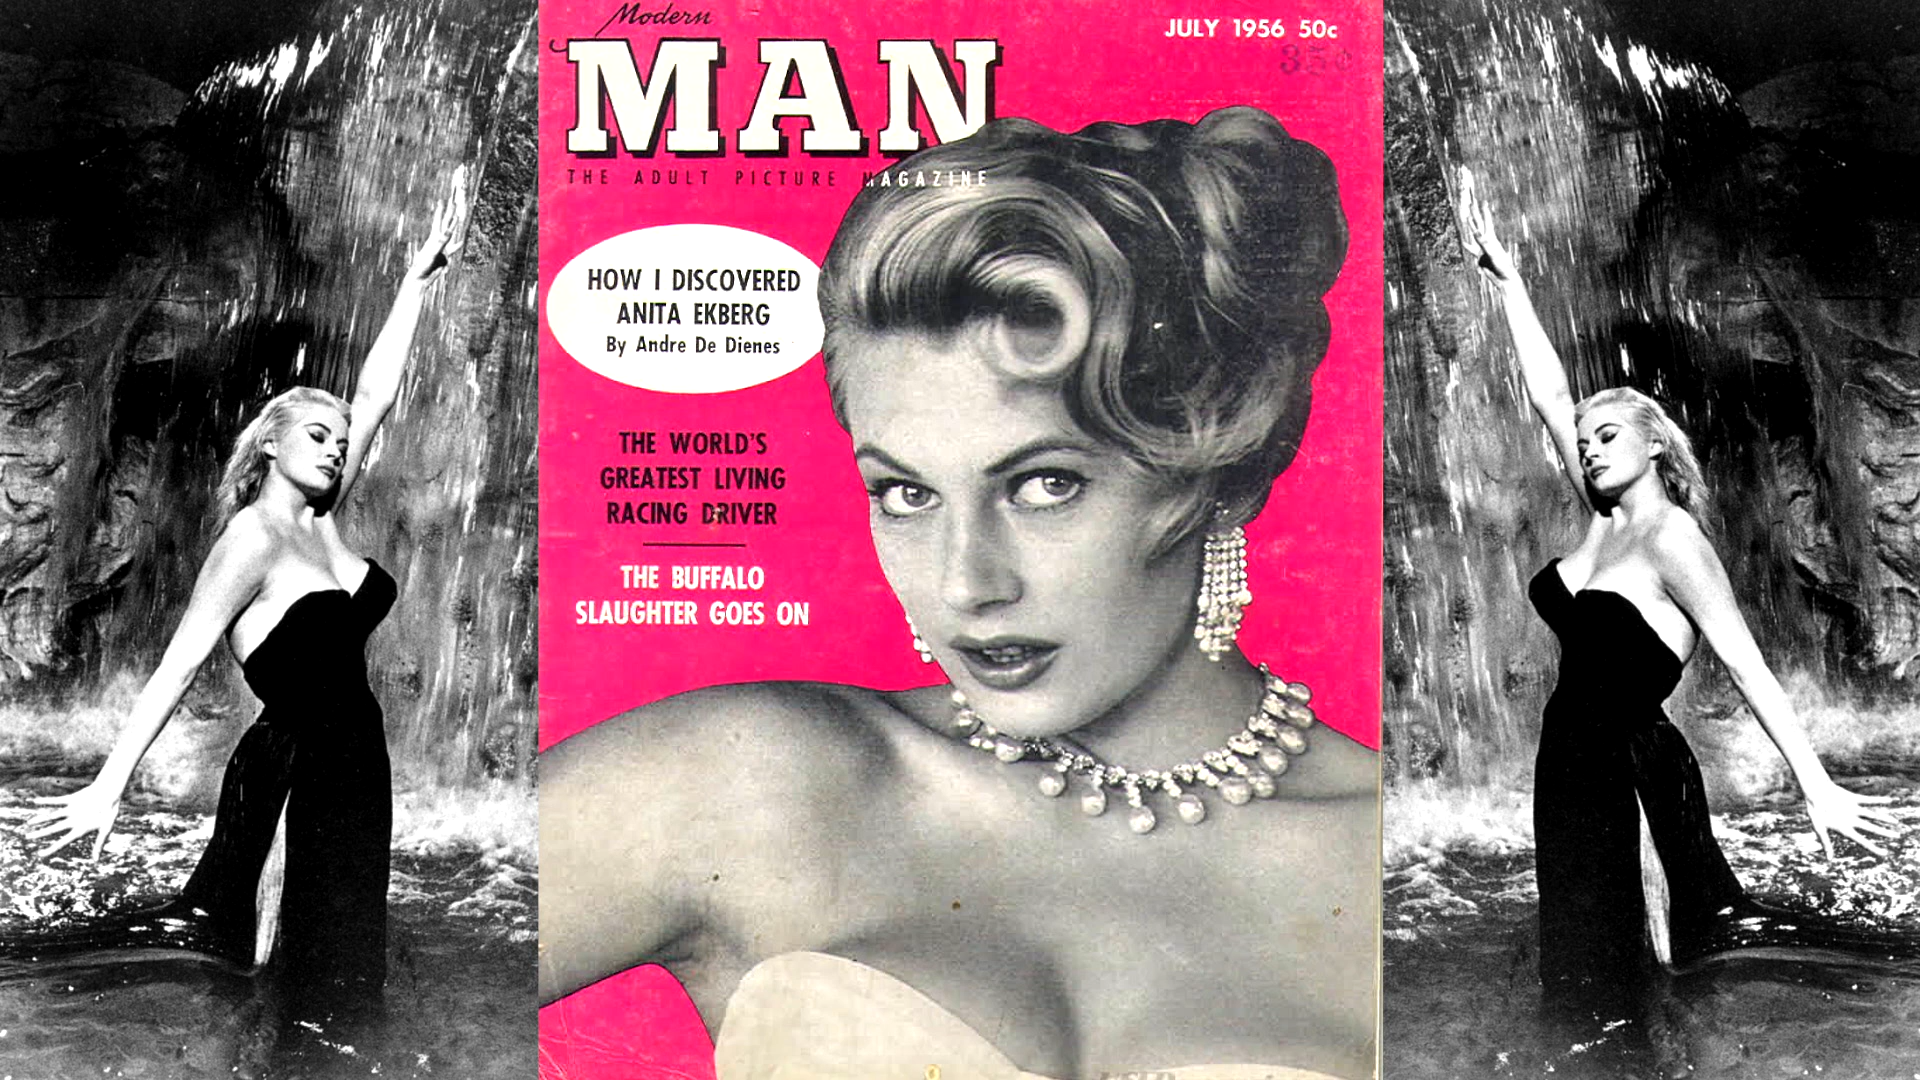 Modern
MAN
THE ADULT PICTURE MAGAZINE
JULY 1956 50c
35¢
HOW I DISCOVERED
ANITA EKBERG
By Andre De Dienes
THE WORLD'S
GREATEST LIVING
RACING DRIVER
THE BUFFALO
SLAUGHTER GOES ON